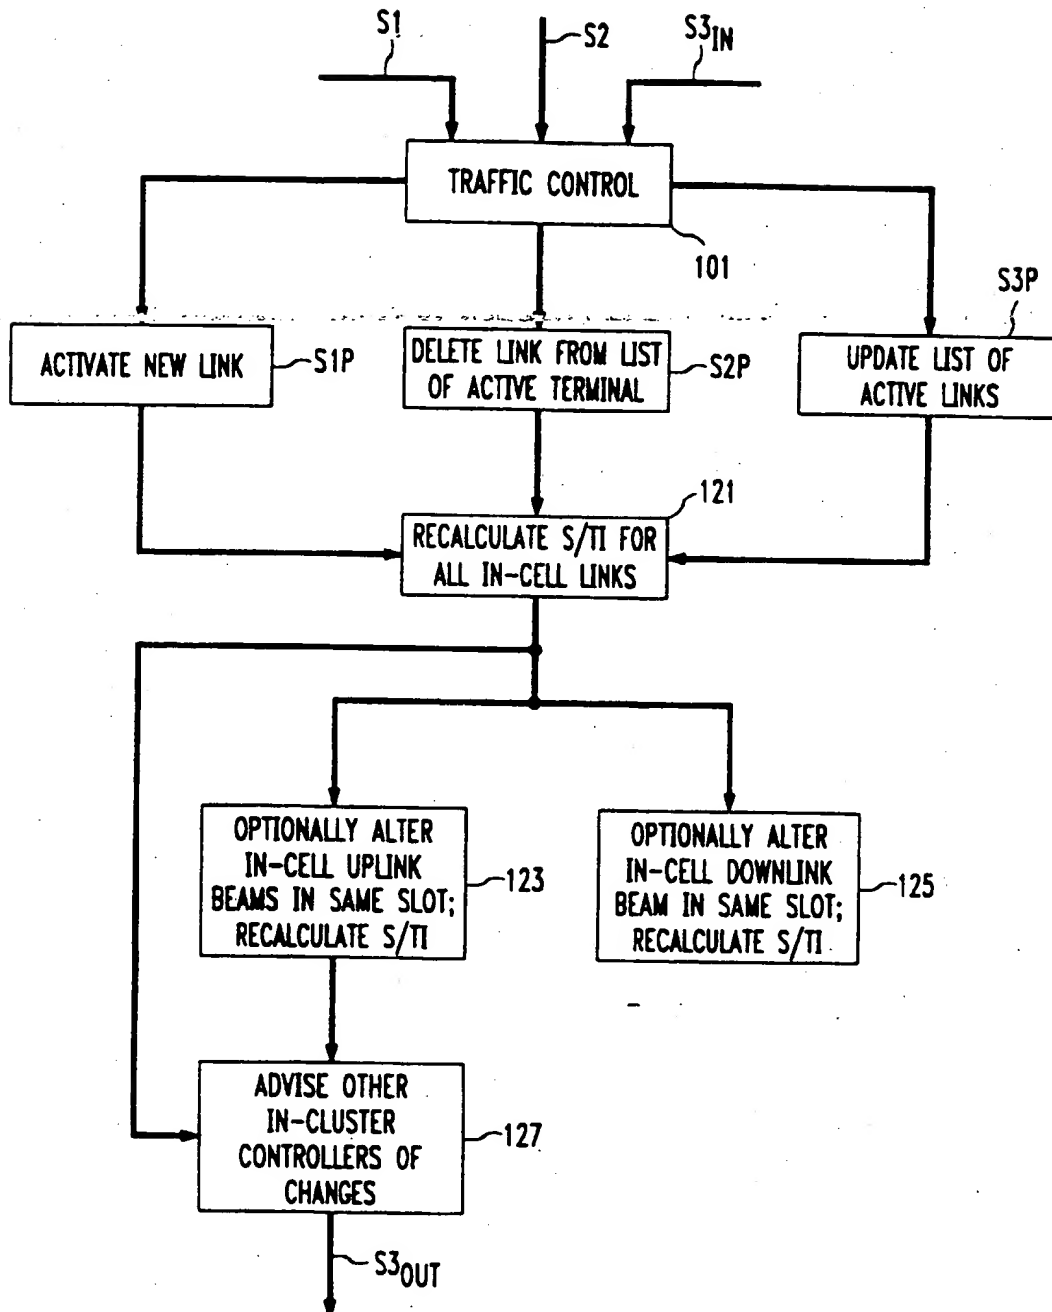 S1
S2
S3IN
TRAFFIC CONTROL
101
S3P
ACTIVATE NEW LINK
S1P
DELETE LINK FROM LIST
OF ACTIVE TERMINAL
S2P
UPDATE LIST OF
ACTIVE LINKS
121
RECALCULATE S/TI FOR
ALL IN-CELL LINKS
OPTIONALLY ALTER
IN-CELL UPLINK
BEAMS IN SAME SLOT;
RECALCULATE S/TI
123
OPTIONALLY ALTER
IN-CELL DOWNLINK
BEAM IN SAME SLOT;
RECALCULATE S/TI
125
ADVISE OTHER
IN-CLUSTER
CONTROLLERS OF
CHANGES
127
S3OUT